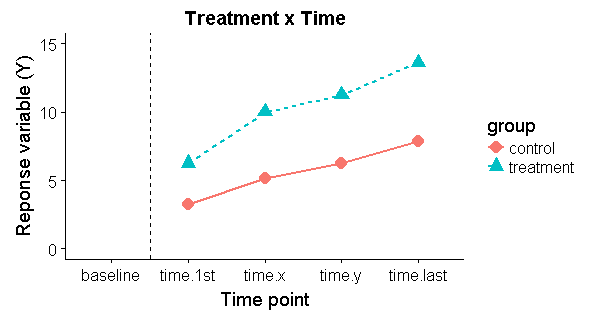 Treatment x Time
Reponse variable (Y)
15
10
5
0
baseline
time.1st
time.x
time.y
time.last
Time point
group
control
treatment